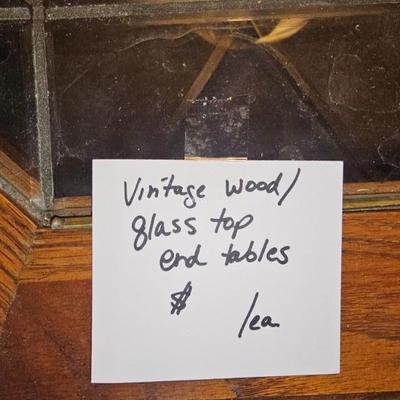 Vintage wood/
glass top
end tables
$ /ea.